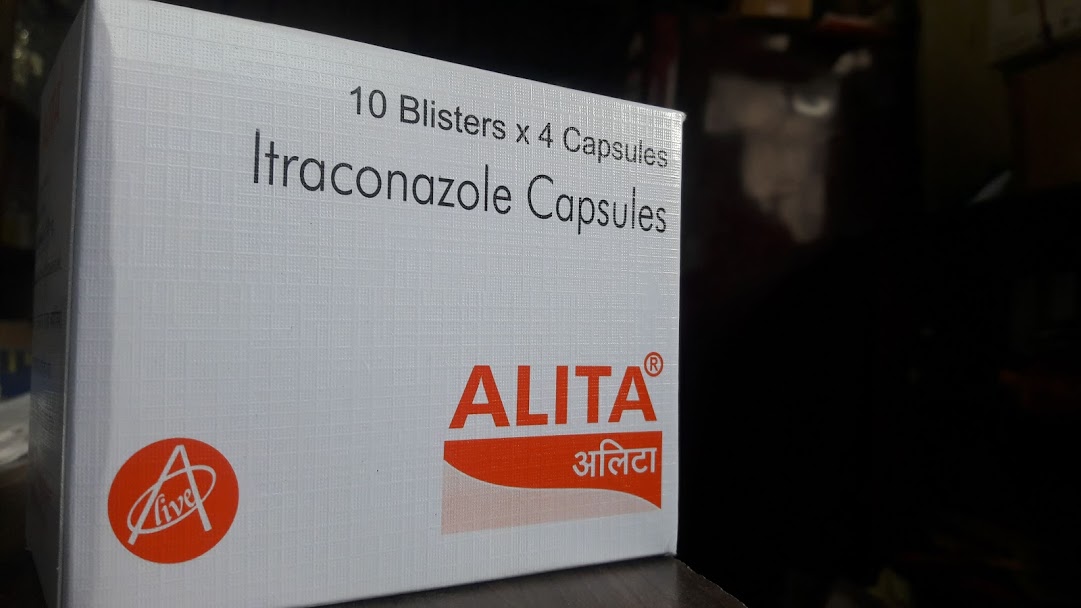 10 Blisters x 4 Capsules
Itraconazole Capsules
ALITA®
अलिटा
Alive